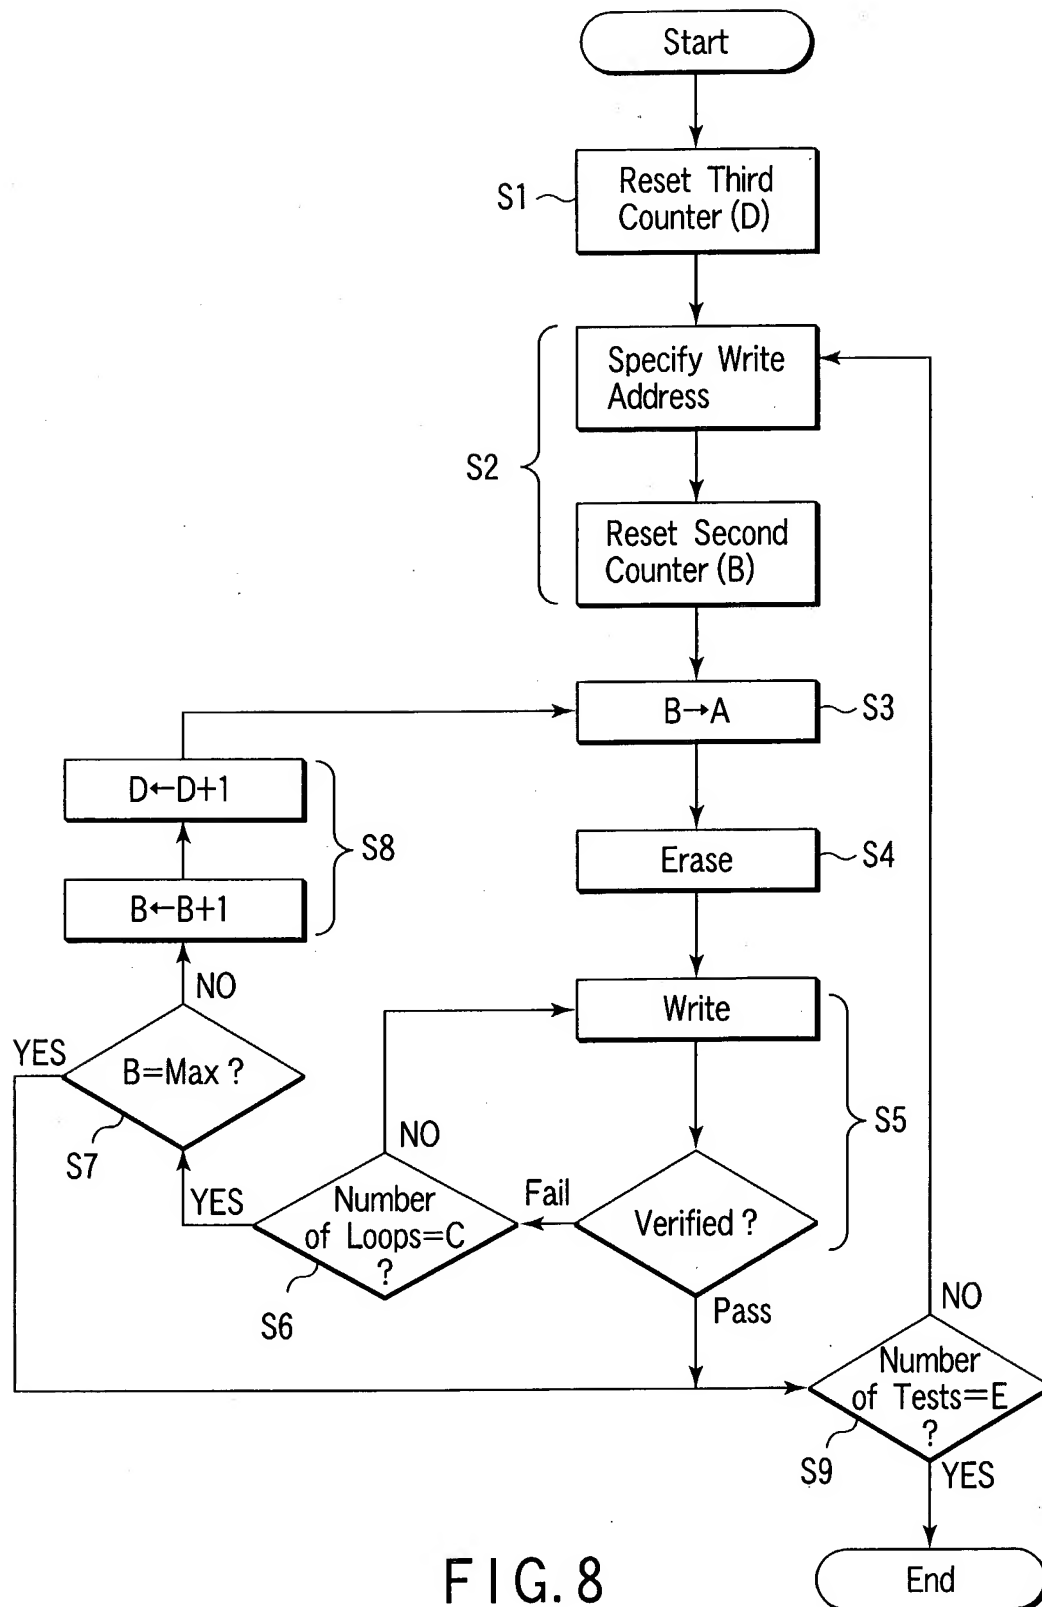 Start
S1
Reset Third
Counter (D)
S2
Specify Write
Address
Reset Second
Counter (B)
B→A
S3
D←D+1
S8
Erase
S4
B←B+1
NO
Write
YES
B=Max ?
S7
S5
NO
YES
Number
of Loops=C
?
S6
Fail
Verified ?
Pass
NO
Number
of Tests=E
?
S9
YES
End
FIG. 8